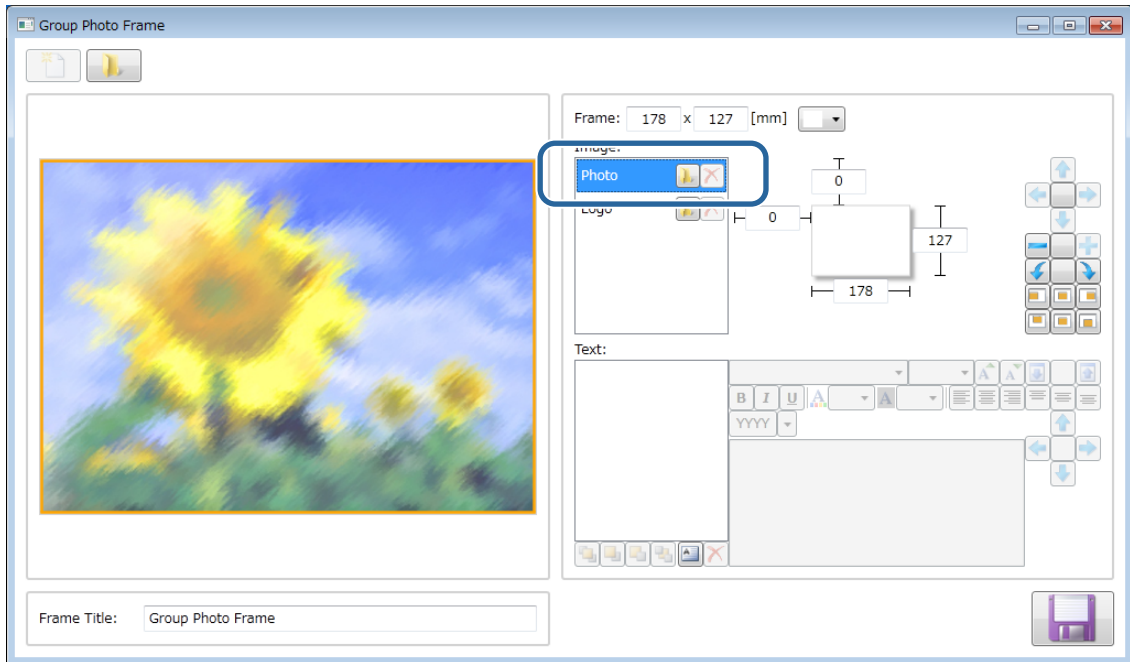 Group Photo Frame
Frame: 178 x 127 [mm]
Image:
Photo
Logo
0
0
127
178
Text:
A A
B I U A A
YYYY
Frame Title: Group Photo Frame